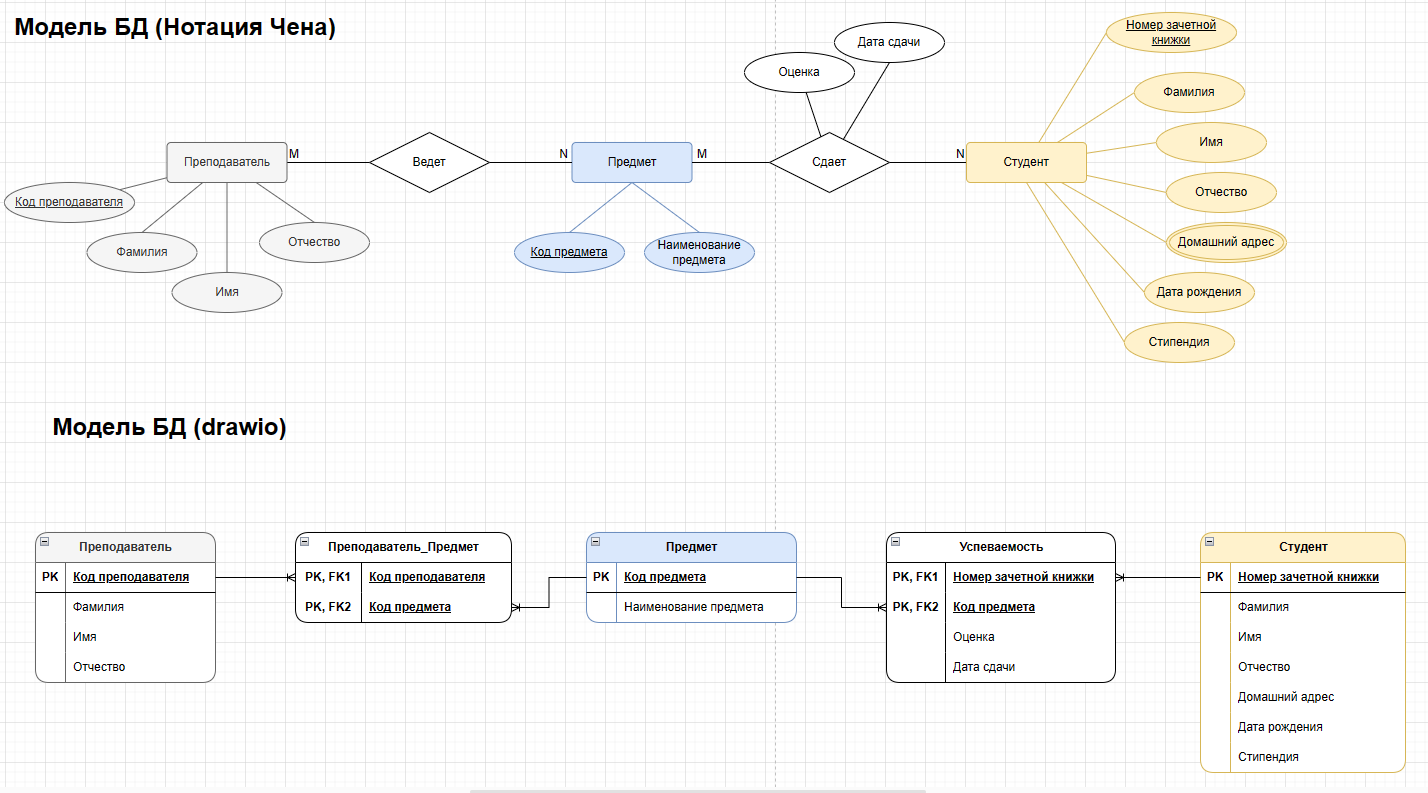 Модель БД (Нотация Чена)
Дата сдачи
Оценка
Номер зачетной
книжки
Фамилия
Имя
Отчество
Домашний адрес
Дата рождения
Стипендия
Преподаватель
M
Ведет
N
Предмет
M
Сдает
N
Студент
Код преподавателя
Фамилия
Имя
Отчество
Код предмета
Наименование
предмета
Модель БД (drawio)
Преподаватель
PK Код преподавателя
Фамилия
Имя
Отчество
Преподаватель_Предмет
PK, FK1 Код преподавателя
PK, FK2 Код предмета
Предмет
PK Код предмета
Наименование предмета
Успеваемость
PK, FK1 Номер зачетной книжки
PK, FK2 Код предмета
Оценка
Дата сдачи
Студент
PK Номер зачетной книжки
Фамилия
Имя
Отчество
Домашний адрес
Дата рождения
Стипендия